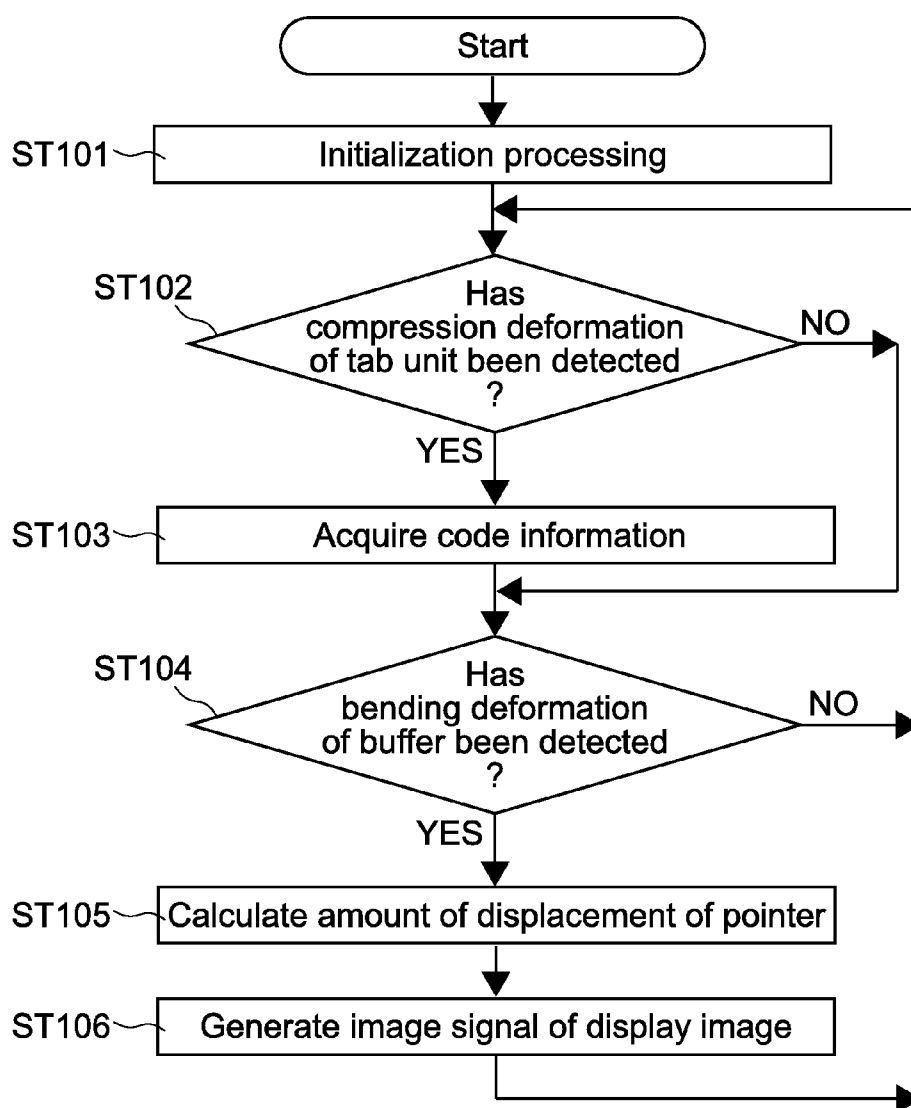 Start
ST101
Initialization processing
ST102
Has
compression deformation
of tab unit been detected
?
NO
YES
ST103
Acquire code information
ST104
Has
bending deformation
of buffer been detected
?
NO
YES
ST105
Calculate amount of displacement of pointer
ST106
Generate image signal of display image